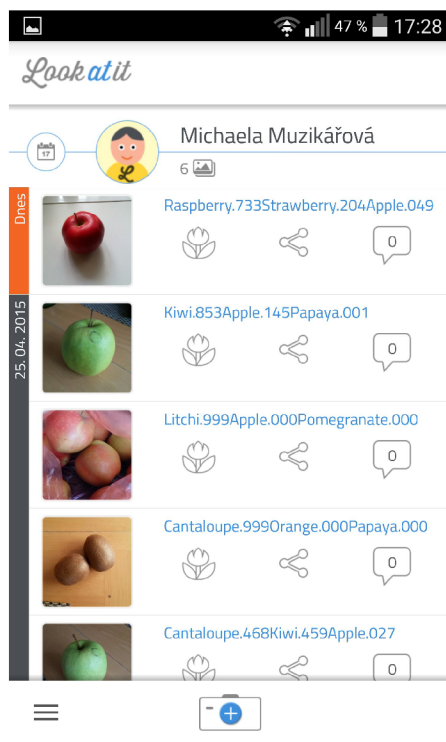 47 % 17:28
Look at it
17
Michaela Muzikářová
6
Dnes
Raspberry.733Strawberry.204Apple.049
0
25. 04. 2015
Kiwi.853Apple.145Papaya.001
0
Litchi.999Apple.000Pomegranate.000
0
Cantaloupe.999Orange.000Papaya.000
0
Cantaloupe.468Kiwi.459Apple.027
0